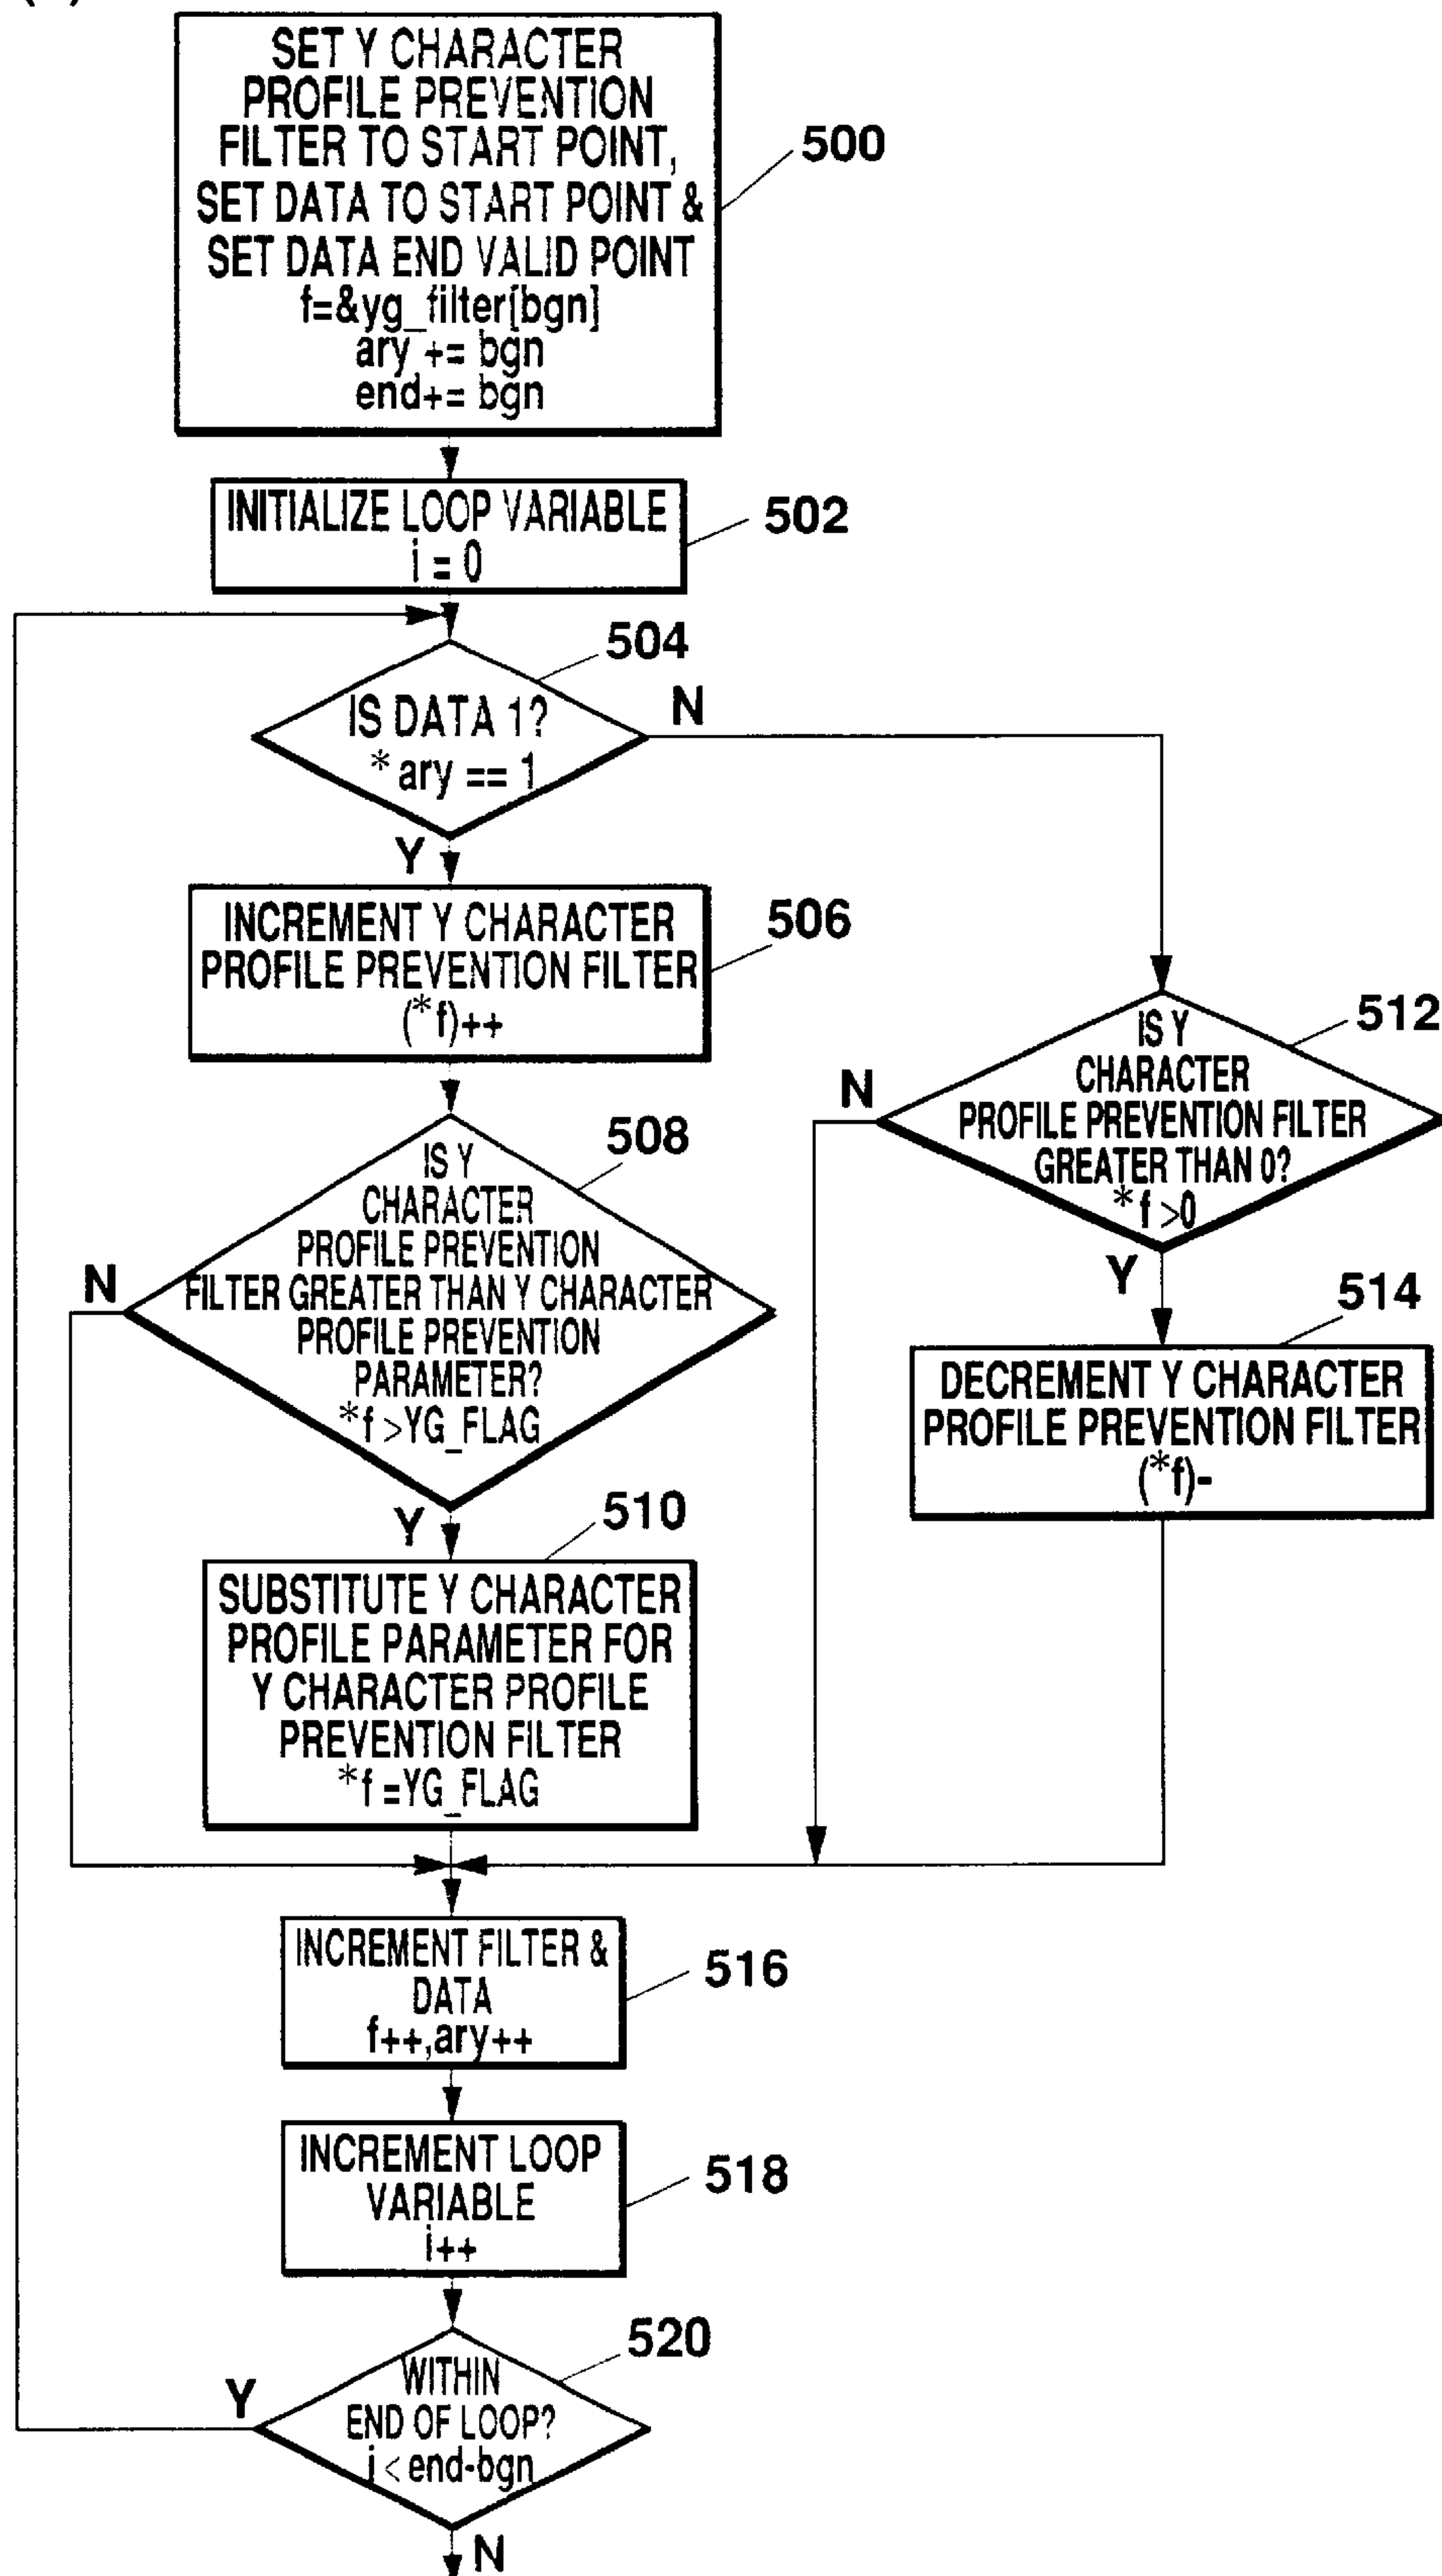 SET Y CHARACTER
PROFILE PREVENTION
FILTER TO START POINT,
SET DATA TO START POINT &
SET DATA END VALID POINT
f=&yg_filter[bgn]
ary += bgn
end+= bgn
500
INITIALIZE LOOP VARIABLE
i = 0
502
504
IS DATA 1?
*ary == 1
N
Y
INCREMENT Y CHARACTER
PROFILE PREVENTION FILTER
(*f)++
506
508
IS Y
CHARACTER
PROFILE PREVENTION
FILTER GREATER THAN Y CHARACTER
PROFILE PREVENTION
PARAMETER?
*f >YG_FLAG
N
Y
512
IS Y
CHARACTER
PROFILE PREVENTION FILTER
GREATER THAN 0?
*f >0
N
Y
514
DECREMENT Y CHARACTER
PROFILE PREVENTION FILTER
(*f)-
510
SUBSTITUTE Y CHARACTER
PROFILE PARAMETER FOR
Y CHARACTER PROFILE
PREVENTION FILTER
*f =YG_FLAG
INCREMENT FILTER &
DATA
f++,ary++
516
INCREMENT LOOP
VARIABLE
i++
518
520
WITHIN
END OF LOOP?
i < end-bgn
Y
N